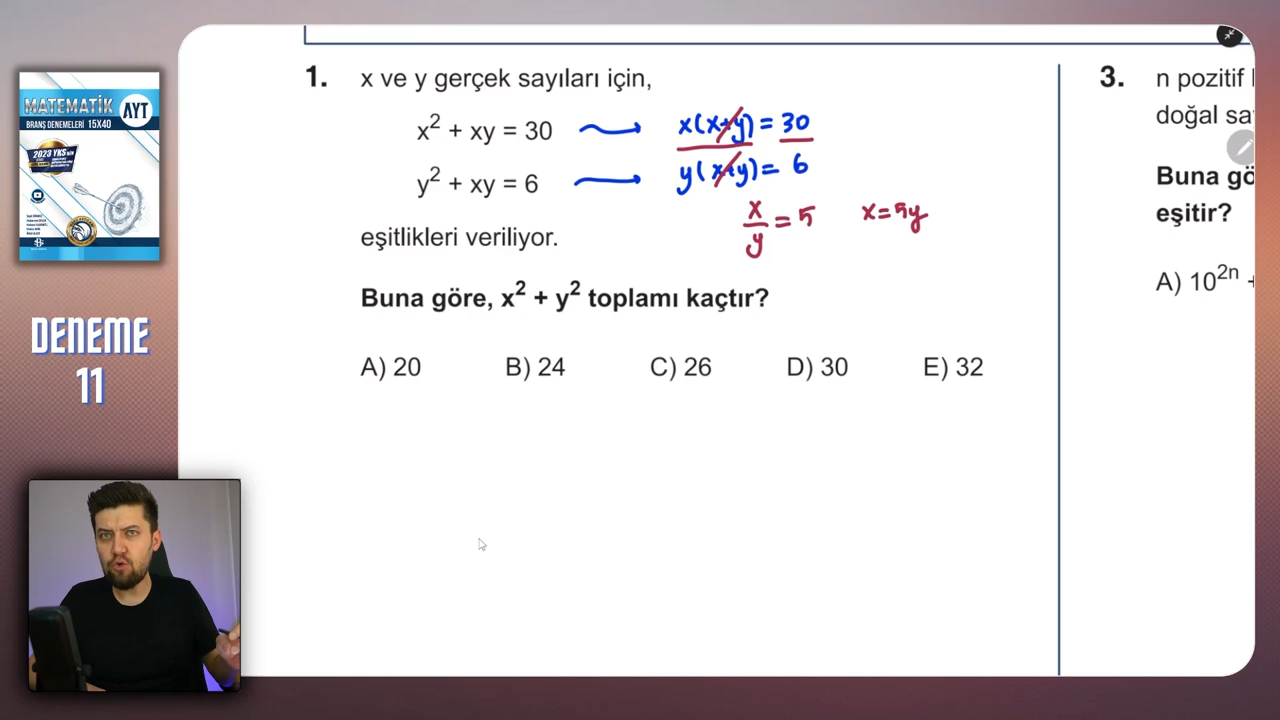 MATEMATİK
AYT
BRANŞ DENEMELERİ 15X40
DENEME
11
1. x ve y gerçek sayıları için,
x² + xy = 30
x(x+y) = 30
y² + xy = 6
y(x+y) = 6
x/y = 5
x=5y
eşitlikleri veriliyor.
Buna göre, x² + y² toplamı kaçtır?
A) 20 B) 24 C) 26 D) 30 E) 32
3. n pozitif
doğal sa
Buna gö
eşitir?
A) 10²ⁿ